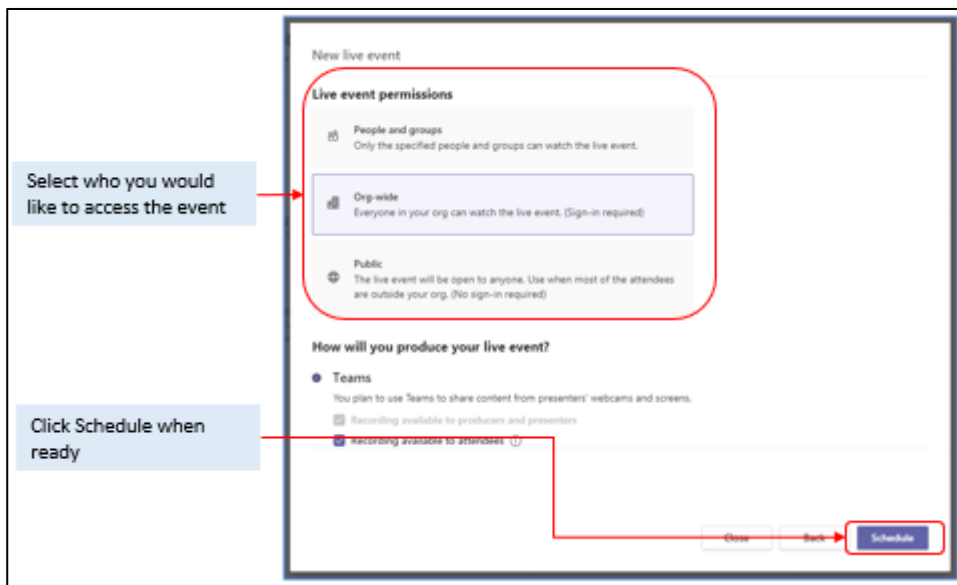 New live event
Live event permissions
People and groups
Only the specified people and groups can watch the live event.
Select who you would
like to access the event
Org-wide
Everyone in your org can watch the live event. (Sign-in required)
Public
The live event will be open to anyone. Use when most of the attendees
are outside your org. (No sign-in required)
How will you produce your live event?
Teams
You plan to use Teams to share content from presenters' webcams and screens.
Click Schedule when
ready
Recording available to producers and presenters
Recording available to attendees
Close
Back
Schedule